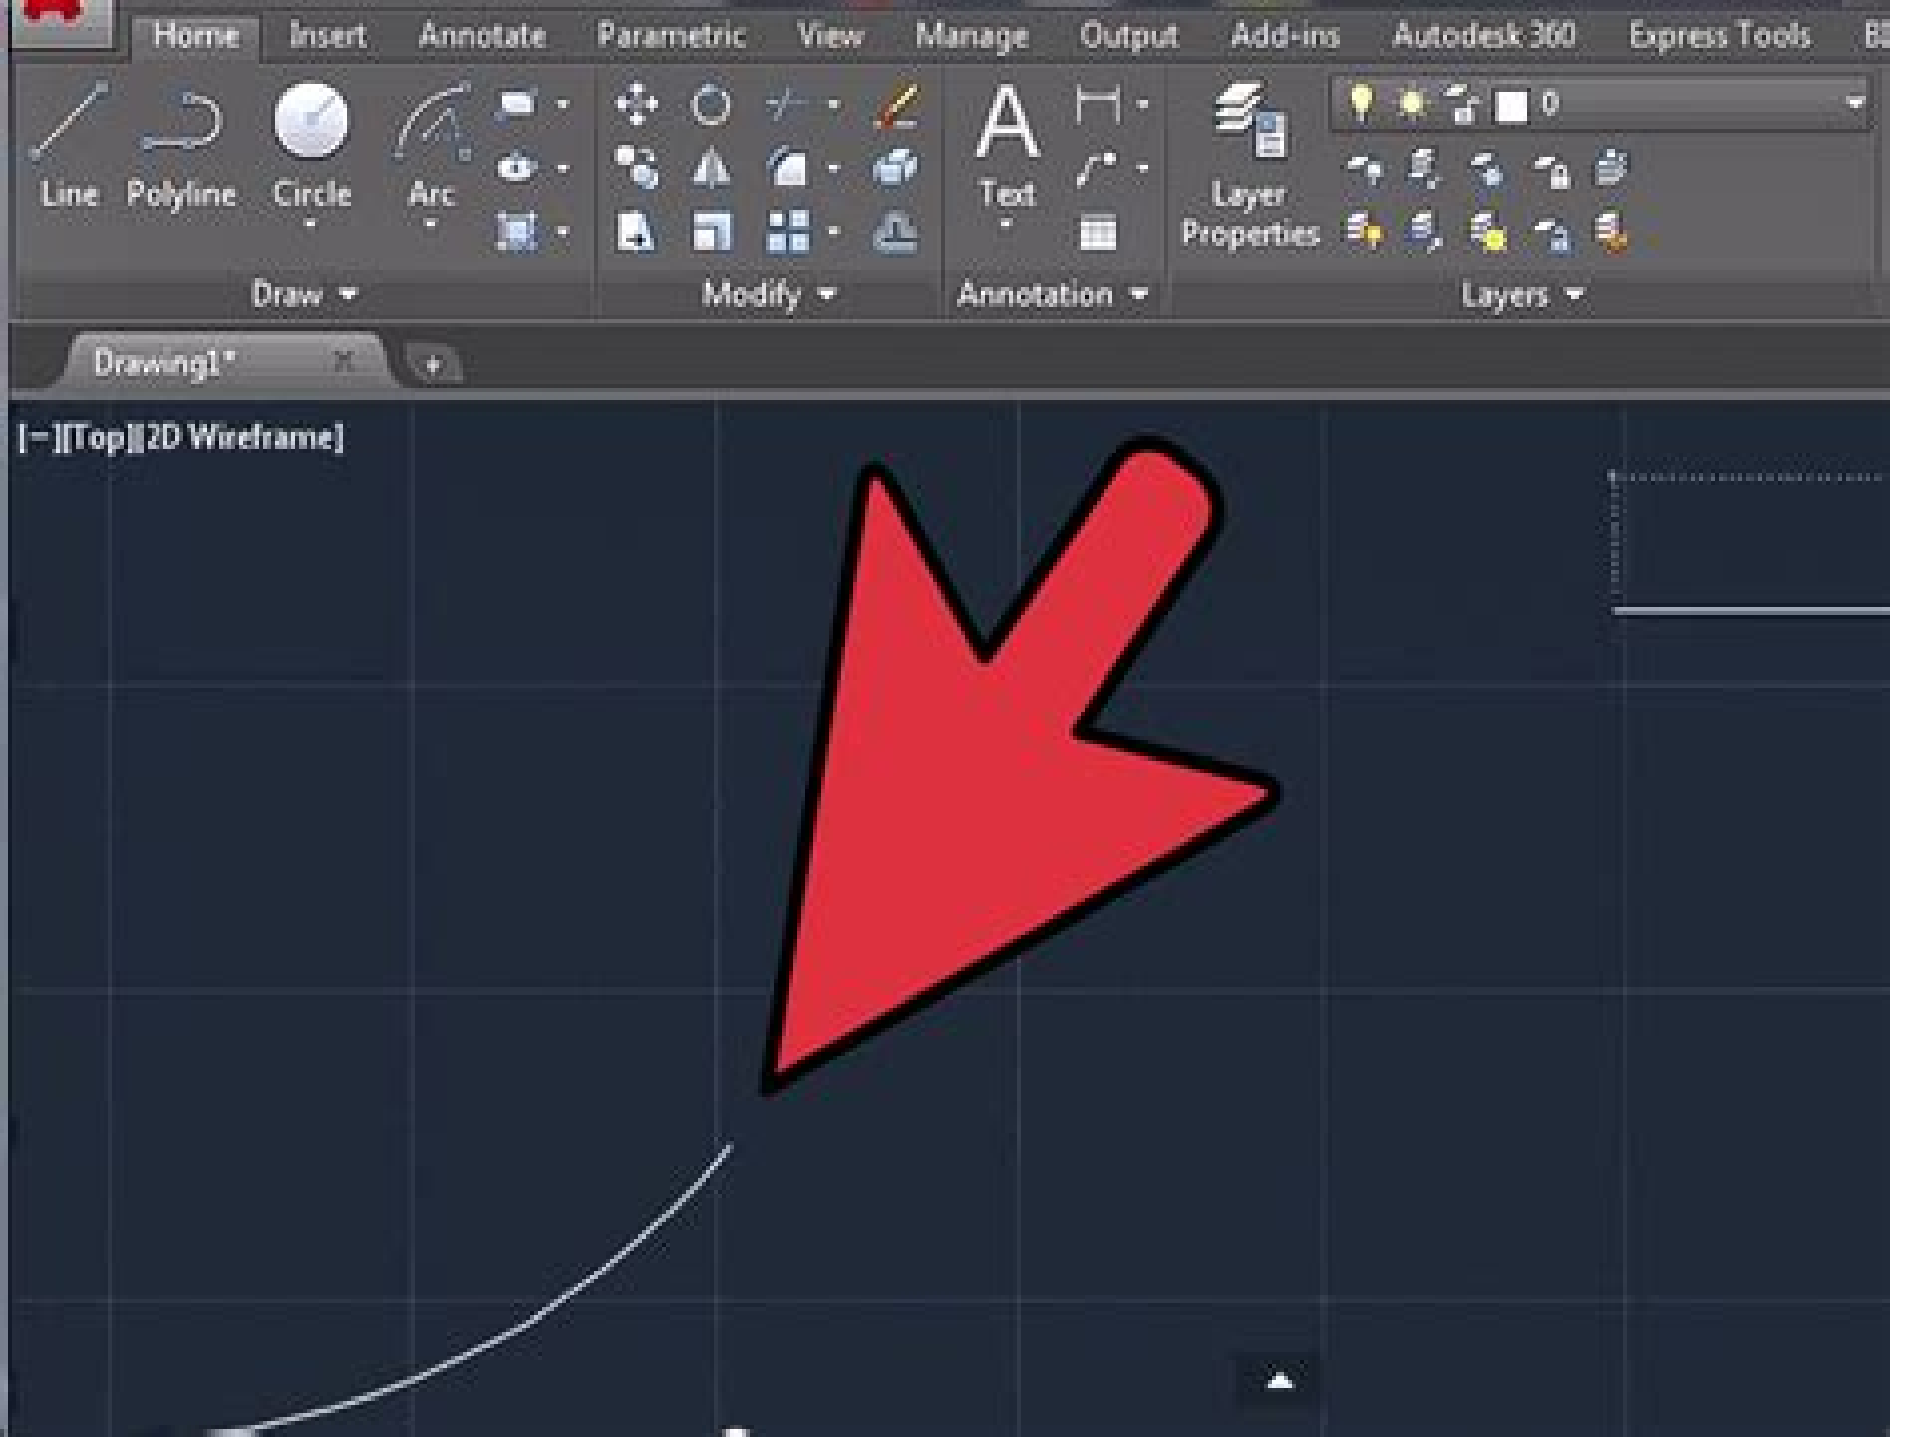 Home Insert Annotate Parametric View Manage Output Add-ins Autodesk 360 Express Tools
A
0
Line Polyline Circle Arc Text Layer Properties
Draw Modify Annotation Layers
Drawing1*
[−][Top][2D Wireframe]